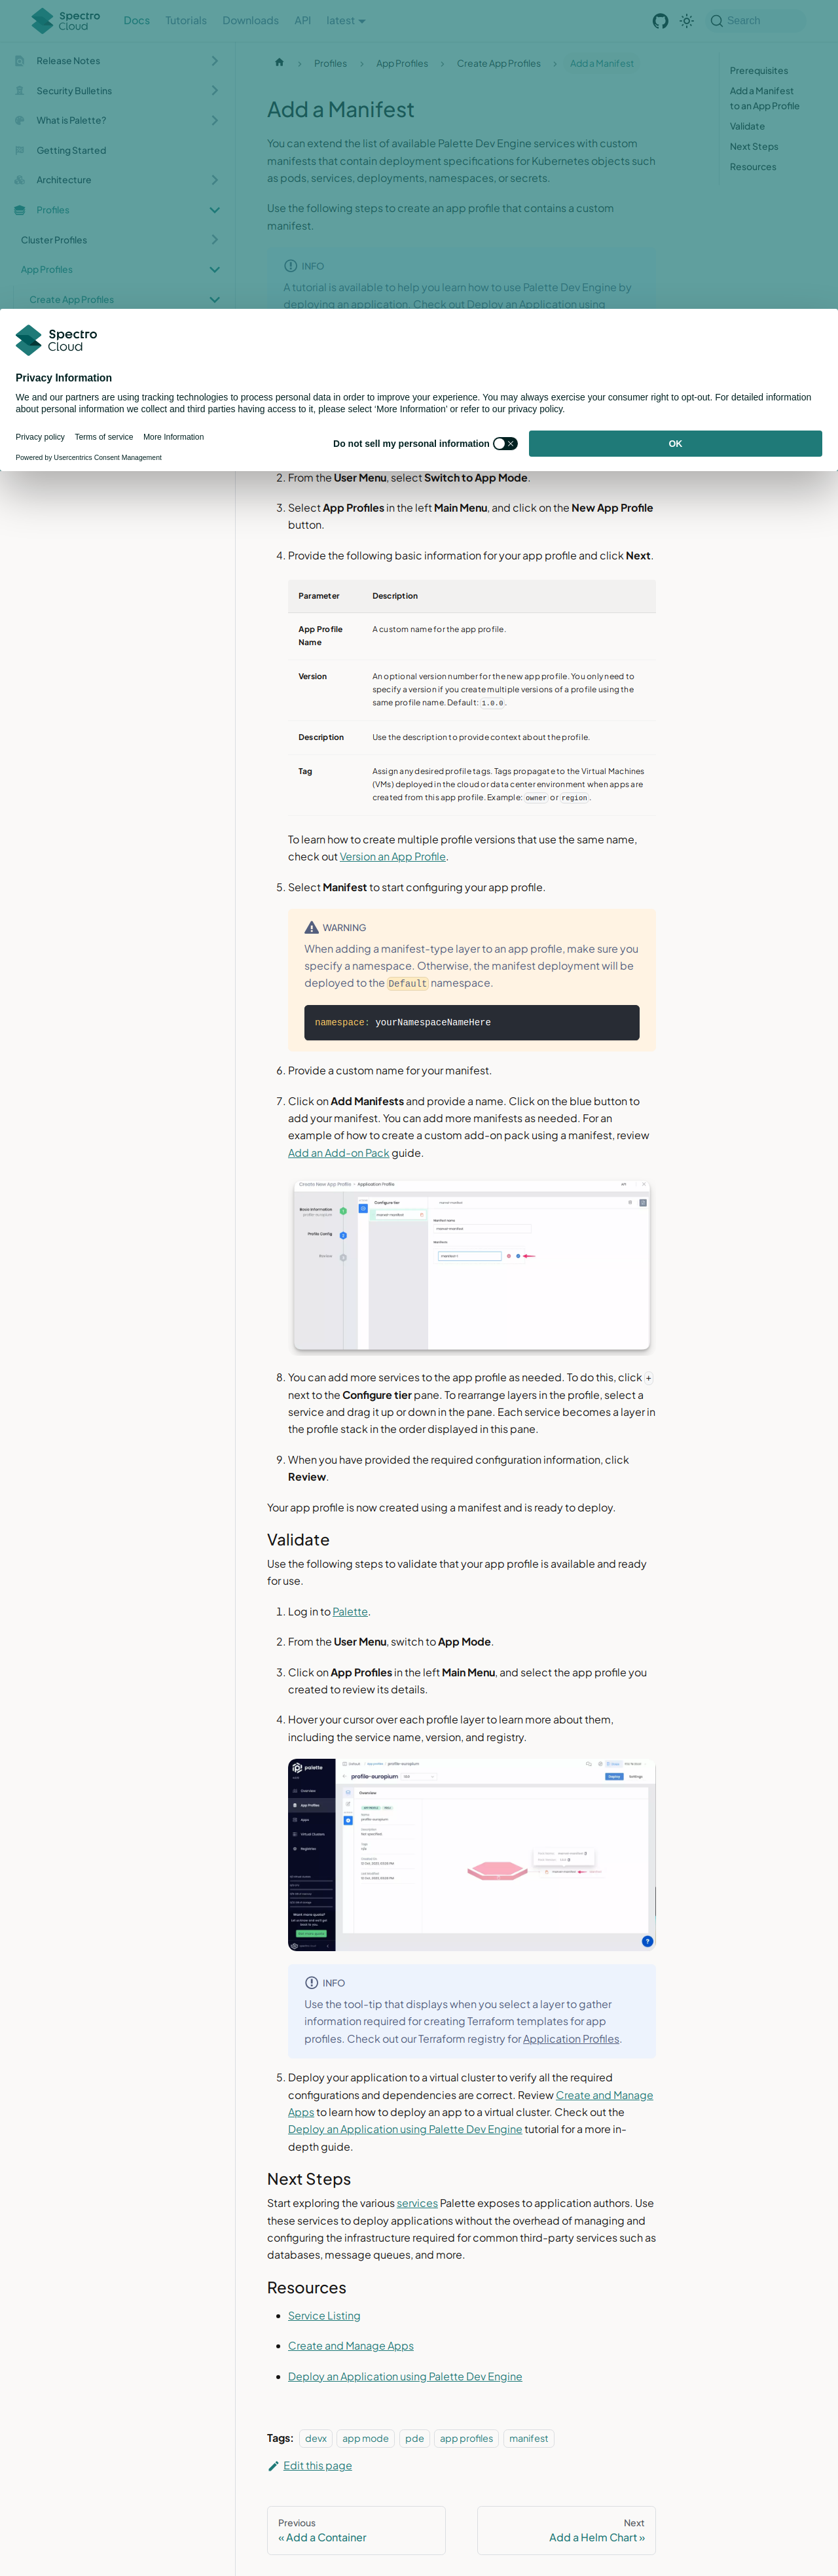 Spectro Cloud
Docs
Tutorials
Downloads
API
latest
Search
Release Notes
Security Bulletins
What is Palette?
Getting Started
Architecture
Profiles
Cluster Profiles
App Profiles
Create App Profiles
Profiles
App Profiles
Create App Profiles
Add a Manifest
Prerequisites
Add a Manifest
to an App Profile
Validate
Next Steps
Resources
Add a Manifest
You can extend the list of available Palette Dev Engine services with custom
manifests that contain deployment specifications for Kubernetes objects such
as pods, services, deployments, namespaces, or secrets.
Use the following steps to create an app profile that contains a custom
manifest.
INFO
A tutorial is available to help you learn how to use Palette Dev Engine by
deploying an application. Check out Deploy an Application using
Spectro Cloud
Privacy Information
We and our partners are using tracking technologies to process personal data in order to improve your experience. You may always exercise your consumer right to opt-out. For detailed information
about personal information we collect and third parties having access to it, please select 'More Information' or refer to our privacy policy.
Privacy policy
Terms of service
More Information
Powered by Usercentrics Consent Management
Do not sell my personal information
OK
2. From the User Menu, select Switch to App Mode.
3. Select App Profiles in the left Main Menu, and click on the New App Profile
button.
4. Provide the following basic information for your app profile and click Next.
Parameter Description
App Profile
Name
A custom name for the app profile.
Version
An optional version number for the new app profile. You only need to
specify a version if you create multiple versions of a profile using the
same profile name. Default: 1.0.0.
Description
Use the description to provide context about the profile.
Tag
Assign any desired profile tags. Tags propagate to the Virtual Machines
(VMs) deployed in the cloud or data center environment when apps are
created from this app profile. Example: owner or region.
To learn how to create multiple profile versions that use the same name,
check out Version an App Profile.
5. Select Manifest to start configuring your app profile.
WARNING
When adding a manifest-type layer to an app profile, make sure you
specify a namespace. Otherwise, the manifest deployment will be
deployed to the Default namespace.
namespace: yourNamespaceNameHere
6. Provide a custom name for your manifest.
7. Click on Add Manifests and provide a name. Click on the blue button to
add your manifest. You can add more manifests as needed. For an
example of how to create a custom add-on pack using a manifest, review
Add an Add-on Pack guide.
Create New App Profile
Application Profile
Basic Information
Profile Config
Review
Configure tier
Manifest name
Manifests
8. You can add more services to the app profile as needed. To do this, click +
next to the Configure tier pane. To rearrange layers in the profile, select a
service and drag it up or down in the pane. Each service becomes a layer in
the profile stack in the order displayed in this pane.
9. When you have provided the required configuration information, click
Review.
Your app profile is now created using a manifest and is ready to deploy.
Validate
Use the following steps to validate that your app profile is available and ready
for use.
1. Log in to Palette.
2. From the User Menu, switch to App Mode.
3. Click on App Profiles in the left Main Menu, and select the app profile you
created to review its details.
4. Hover your cursor over each profile layer to learn more about them,
including the service name, version, and registry.
palette
Overview
App Profiles
Apps
Virtual Clusters
Registries
profile-europium
Deploy
Settings
Overview
INFO
Use the tool-tip that displays when you select a layer to gather
information required for creating Terraform templates for app
profiles. Check out our Terraform registry for Application Profiles.
5. Deploy your application to a virtual cluster to verify all the required
configurations and dependencies are correct. Review Create and Manage
Apps to learn how to deploy an app to a virtual cluster. Check out the
Deploy an Application using Palette Dev Engine tutorial for a more in-
depth guide.
Next Steps
Start exploring the various services Palette exposes to application authors. Use
these services to deploy applications without the overhead of managing and
configuring the infrastructure required for common third-party services such as
databases, message queues, and more.
Resources
Service Listing
Create and Manage Apps
Deploy an Application using Palette Dev Engine
Tags: devx app mode pde app profiles manifest
Edit this page
Previous
« Add a Container
Next
Add a Helm Chart »